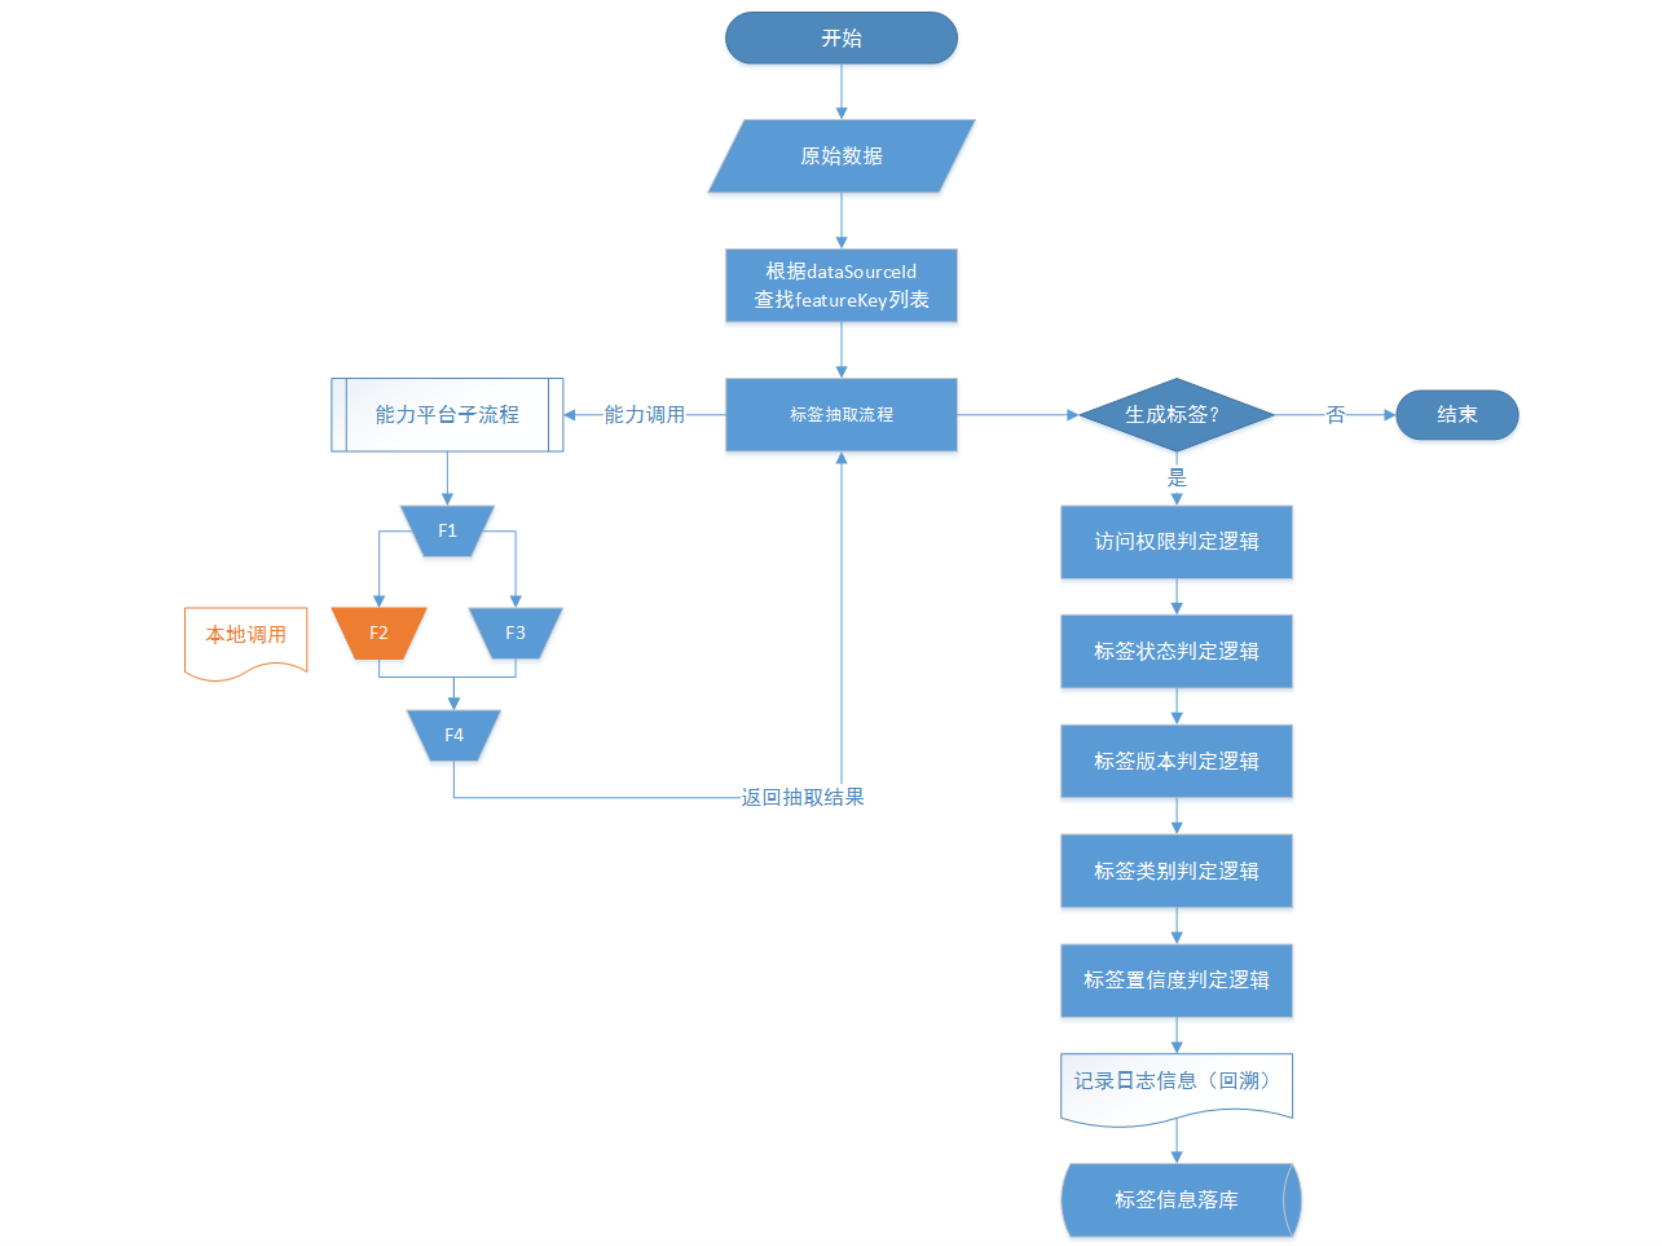 开始
原始数据
根据dataSourceId
查找featureKey列表
能力平台子流程
能力调用
标签抽取流程
生成标签?
否
结束
是
F1
访问权限判定逻辑
本地调用
F2
F3
标签状态判定逻辑
F4
标签版本判定逻辑
返回抽取结果
标签类别判定逻辑
标签置信度判定逻辑
记录日志信息（回溯）
标签信息落库